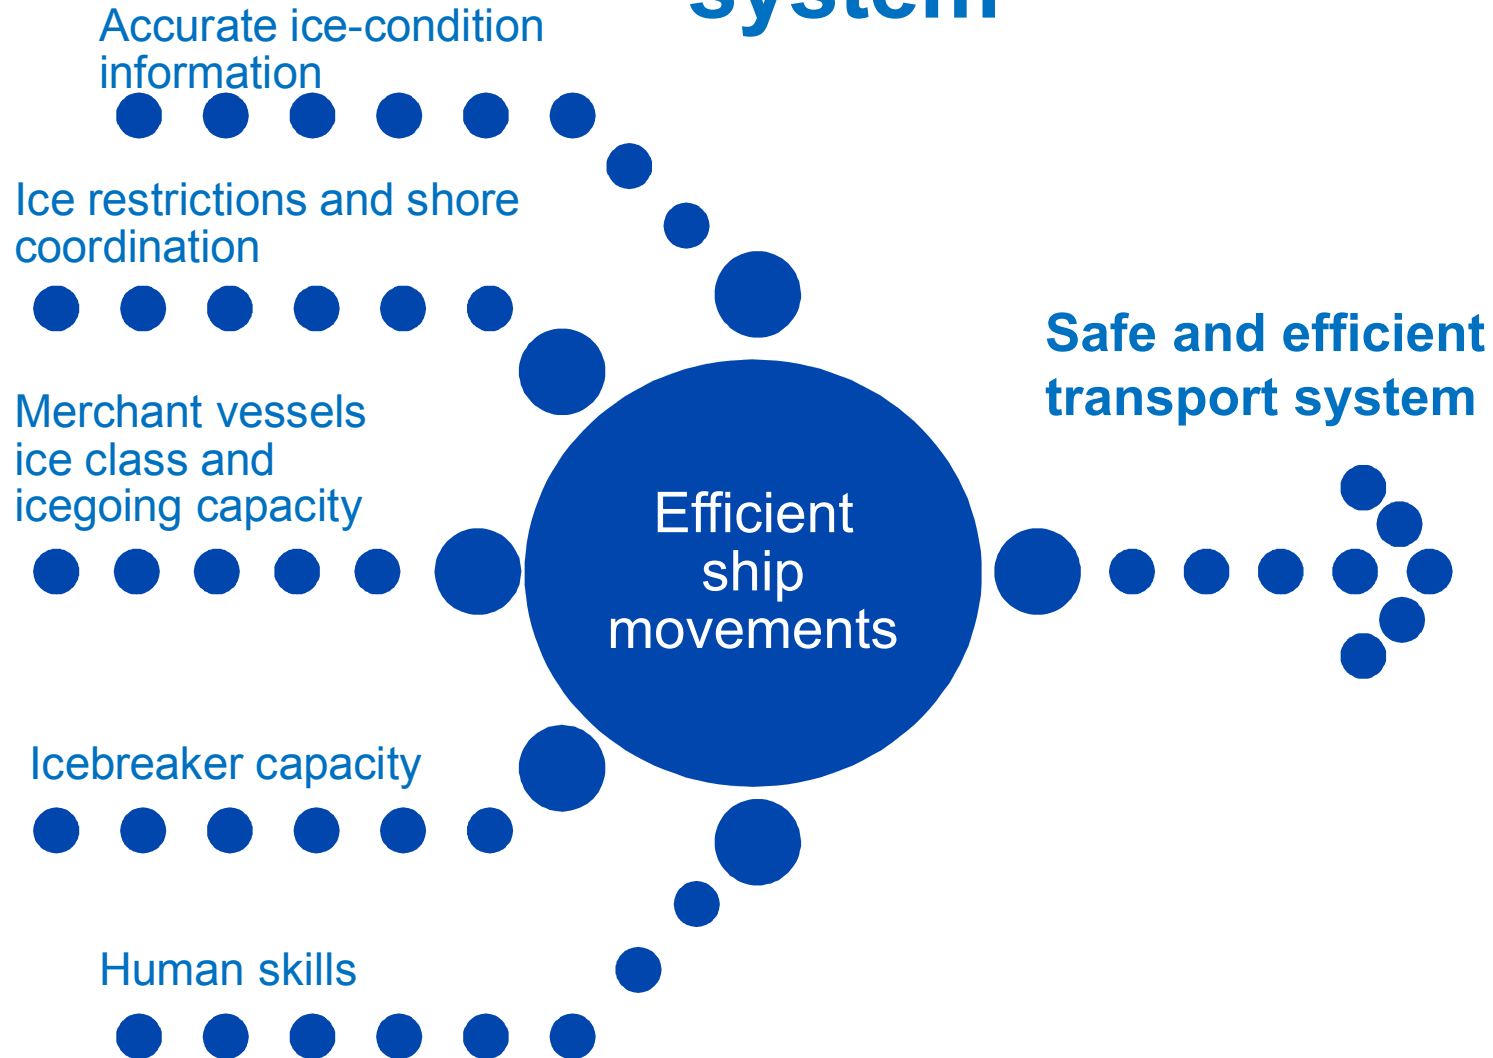 system
Accurate ice-condition
information
Ice restrictions and shore
coordination
Safe and efficient
transport system
Merchant vessels
ice class and
icegoing capacity
Efficient
ship
movements
Icebreaker capacity
Human skills